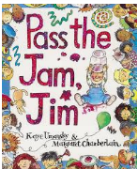 Pass the
Jam,
Jim
Kaye Umansky &
Margaret Chamberlain